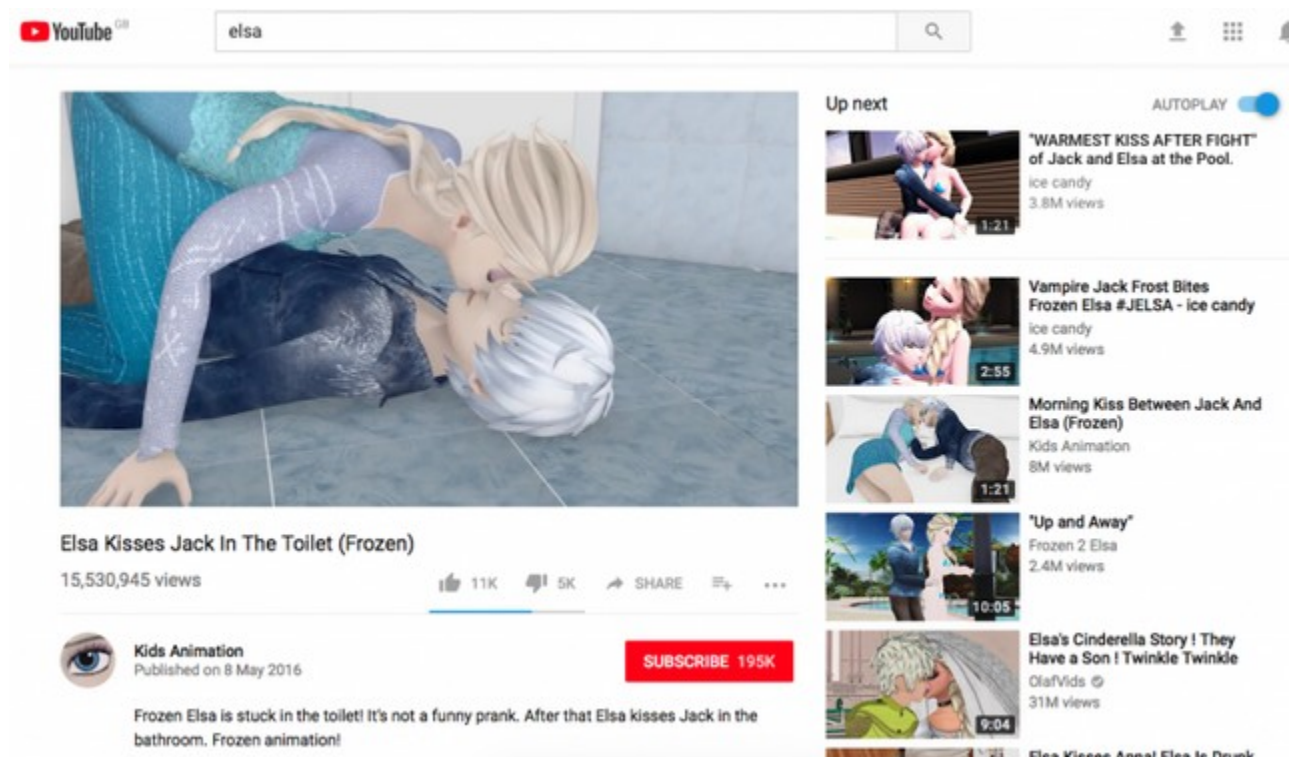 YouTube GB
elsa
Up next
AUTOPLAY
"WARMEST KISS AFTER FIGHT"
of Jack and Elsa at the Pool.
ice candy
3.8M views
1:21
Vampire Jack Frost Bites
Frozen Elsa #JELSA - ice candy
ice candy
4.9M views
2:55
Morning Kiss Between Jack And
Elsa (Frozen)
Kids Animation
8M views
1:21
"Up and Away"
Frozen 2 Elsa
2.4M views
10:05
Elsa's Cinderella Story ! They
Have a Son ! Twinkle Twinkle
OlafVids
31M views
9:04
Elsa Kisses Anna! Elsa Is Drunk
Elsa Kisses Jack In The Toilet (Frozen)
15,530,945 views
11K 5K SHARE
Kids Animation
Published on 8 May 2016
SUBSCRIBE 195K
Frozen Elsa is stuck in the toilet! It's not a funny prank. After that Elsa kisses Jack in the
bathroom. Frozen animation!